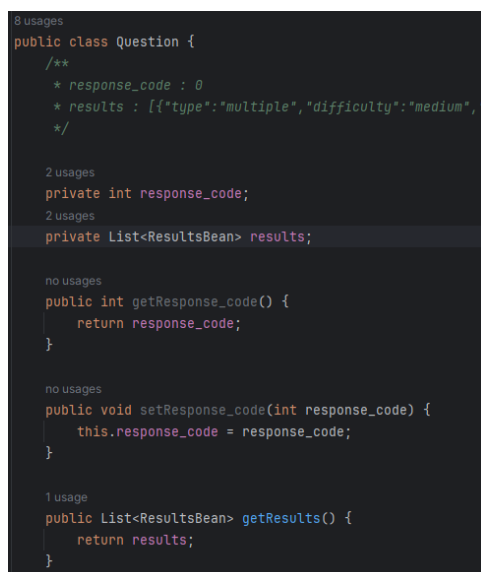 8 usages
public class Question {
/**
* response_code : 0
* results : [{"type":"multiple","difficulty":"medium",
*/
2 usages
private int response_code;
2 usages
private List<ResultsBean> results;
no usages
public int getResponse_code() {
return response_code;
}
no usages
public void setResponse_code(int response_code) {
this.response_code = response_code;
}
1 usage
public List<ResultsBean> getResults() {
return results;
}